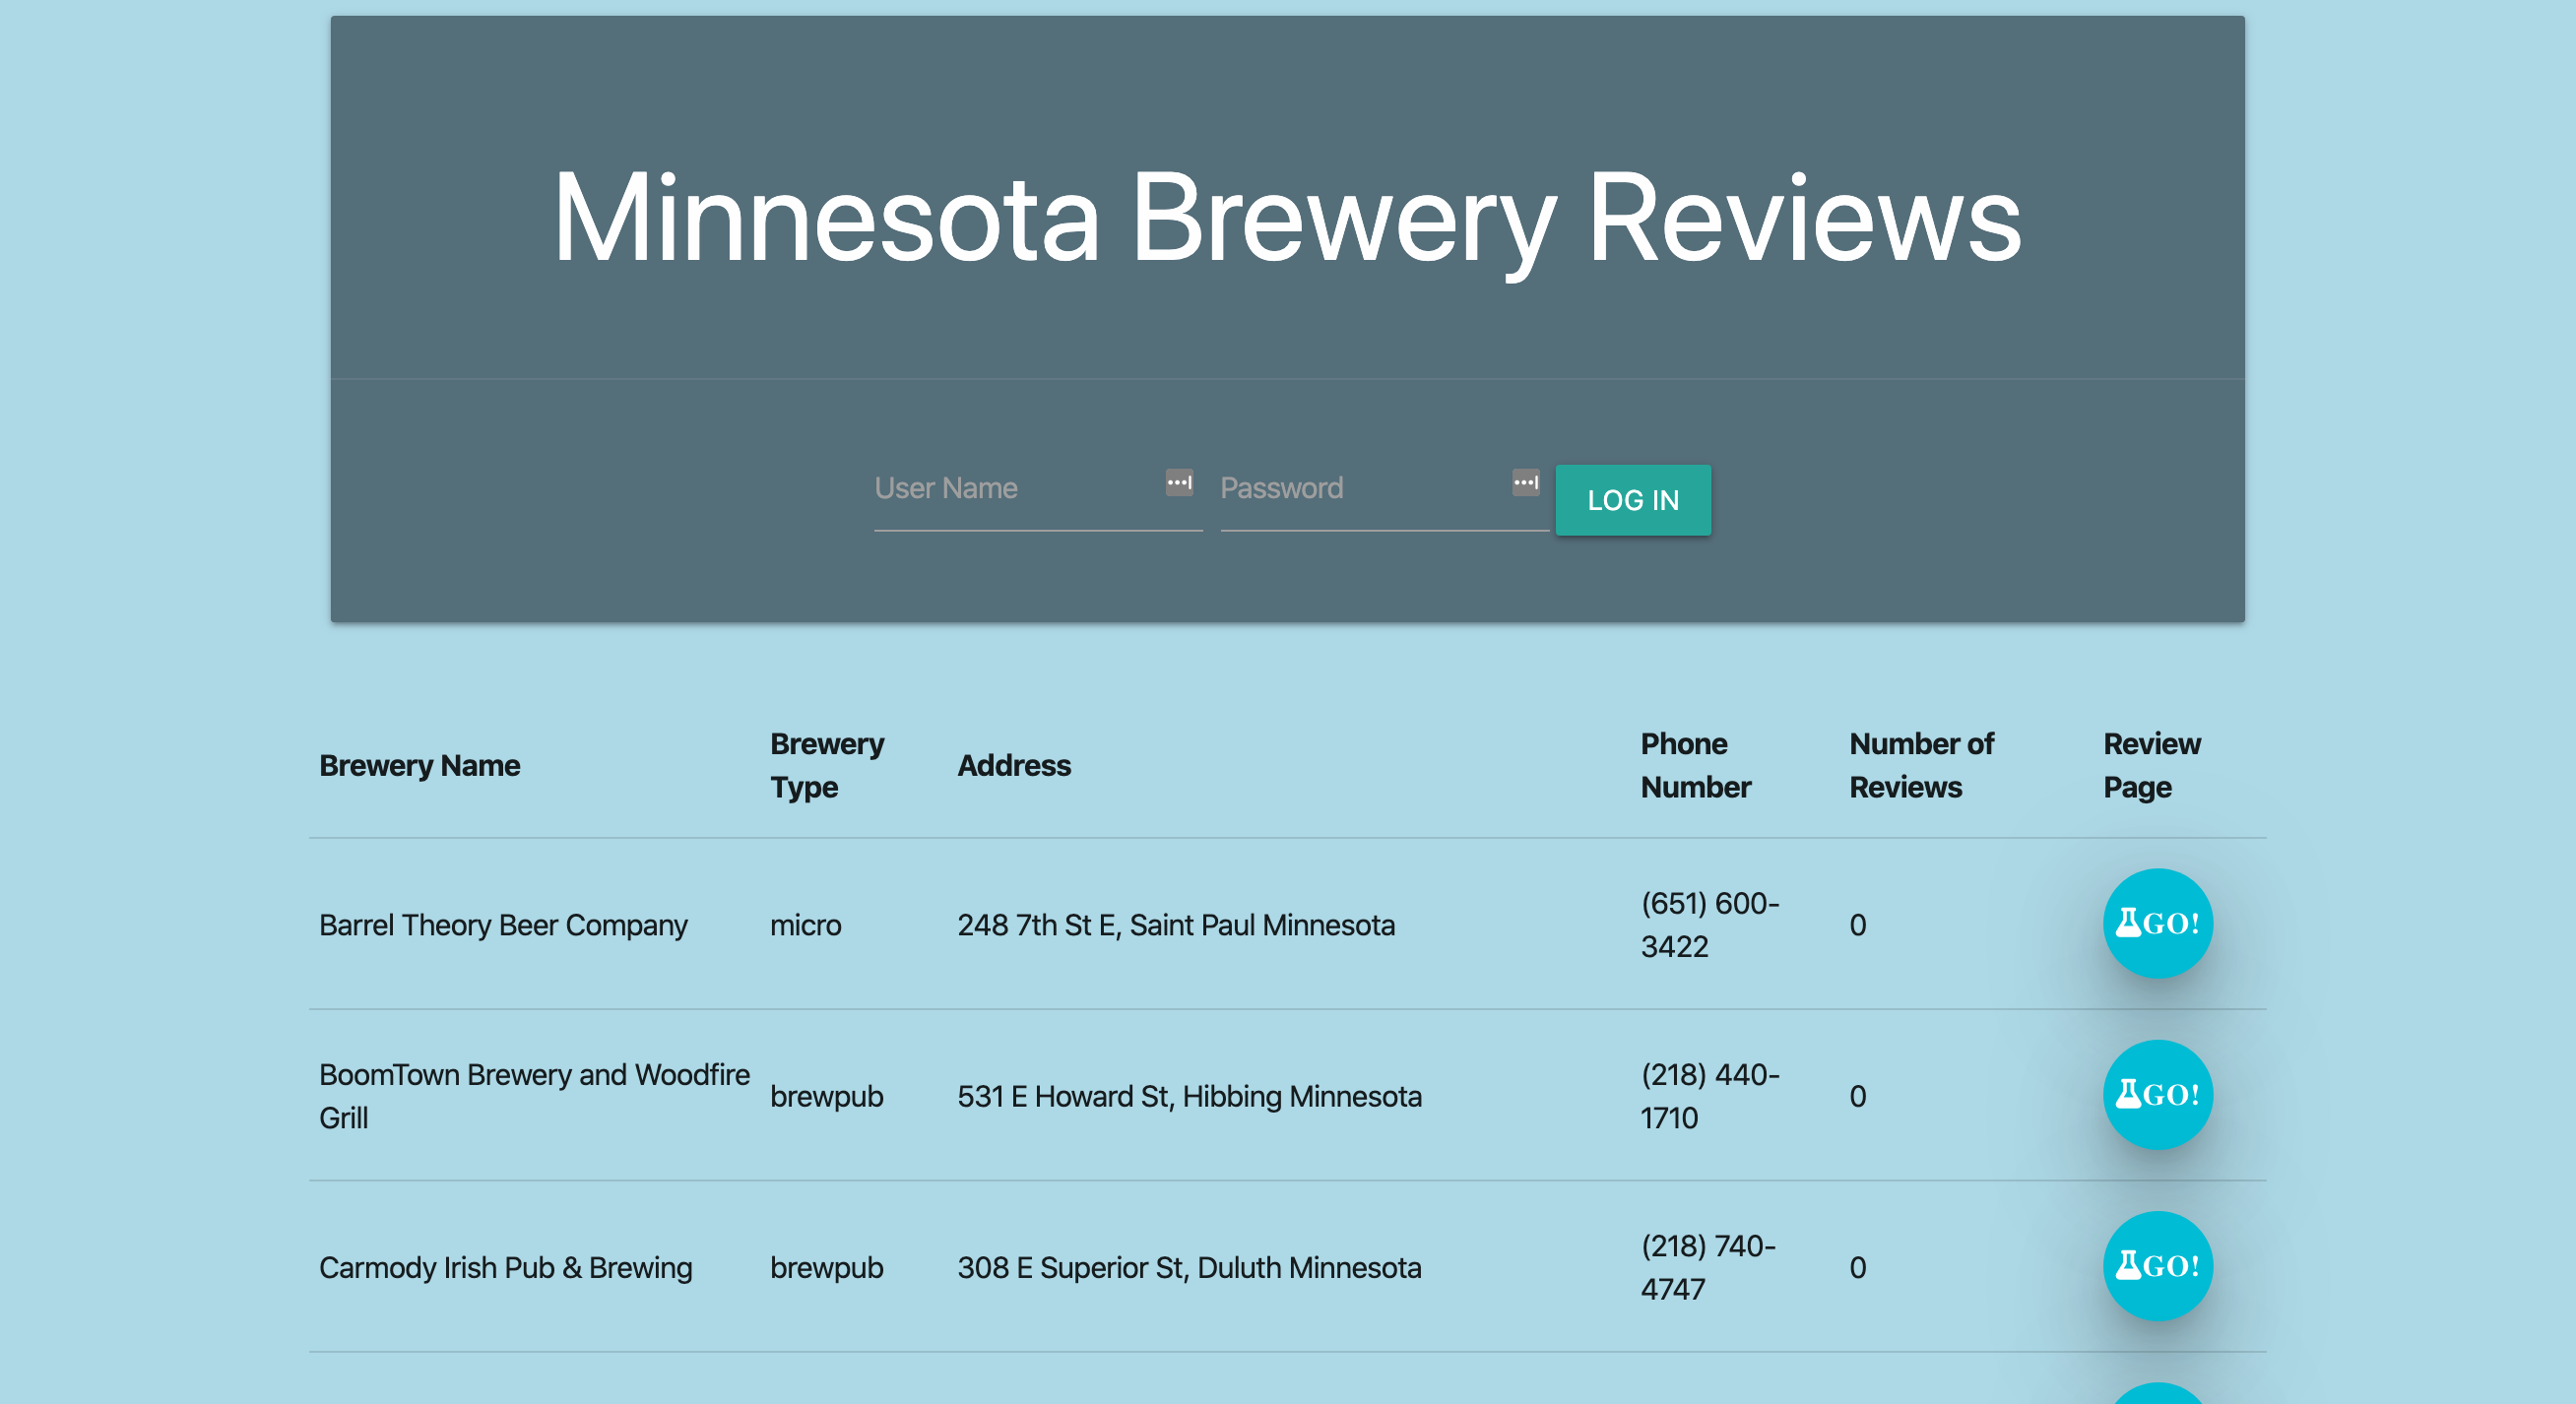 Minnesota Brewery Reviews
User Name Password LOG IN
Brewery Name Brewery Type Address Phone Number Number of Reviews Review Page
Barrel Theory Beer Company micro 248 7th St E, Saint Paul Minnesota (651) 600-3422 0 GO!
BoomTown Brewery and Woodfire Grill brewpub 531 E Howard St, Hibbing Minnesota (218) 440-1710 0 GO!
Carmody Irish Pub & Brewing brewpub 308 E Superior St, Duluth Minnesota (218) 740-4747 0 GO!